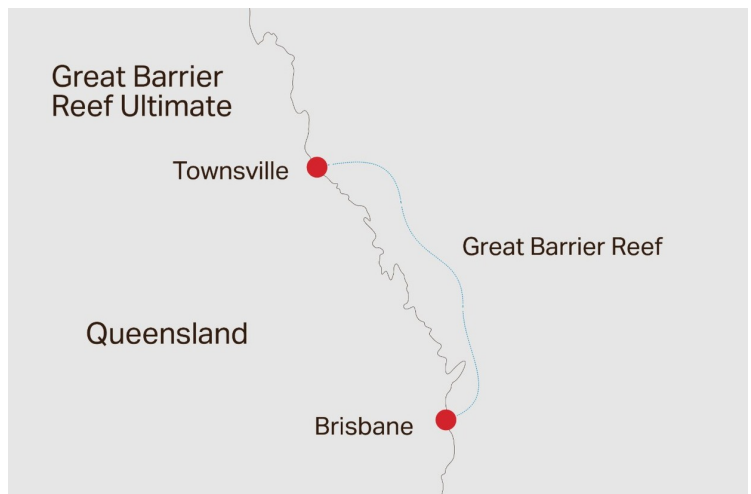 Great Barrier
Reef Ultimate
Townsville
Great Barrier Reef
Queensland
Brisbane